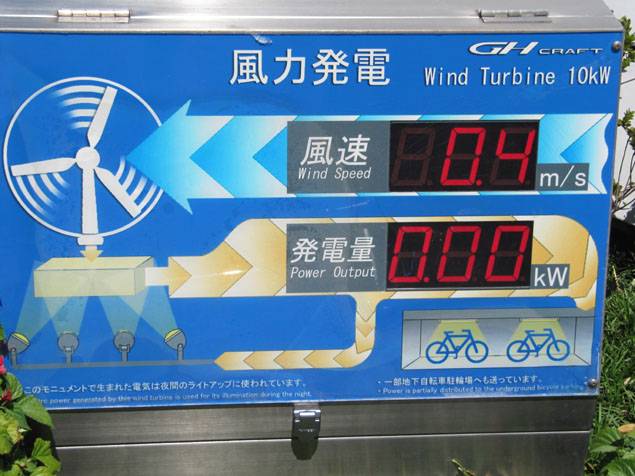 GH CRAFT
風力発電 Wind Turbine 10kW
風速 0.4 m/s
Wind Speed
発電量 0.00 kW
Power Output
このモニュメントで生まれた電気は夜間のライトアップに使われています。
power generated by this wind turbine is used for its illumination during the night.
・一部地下自転車駐輪場へも送っています。
・Power is partially distributed to the underground bicycle parking